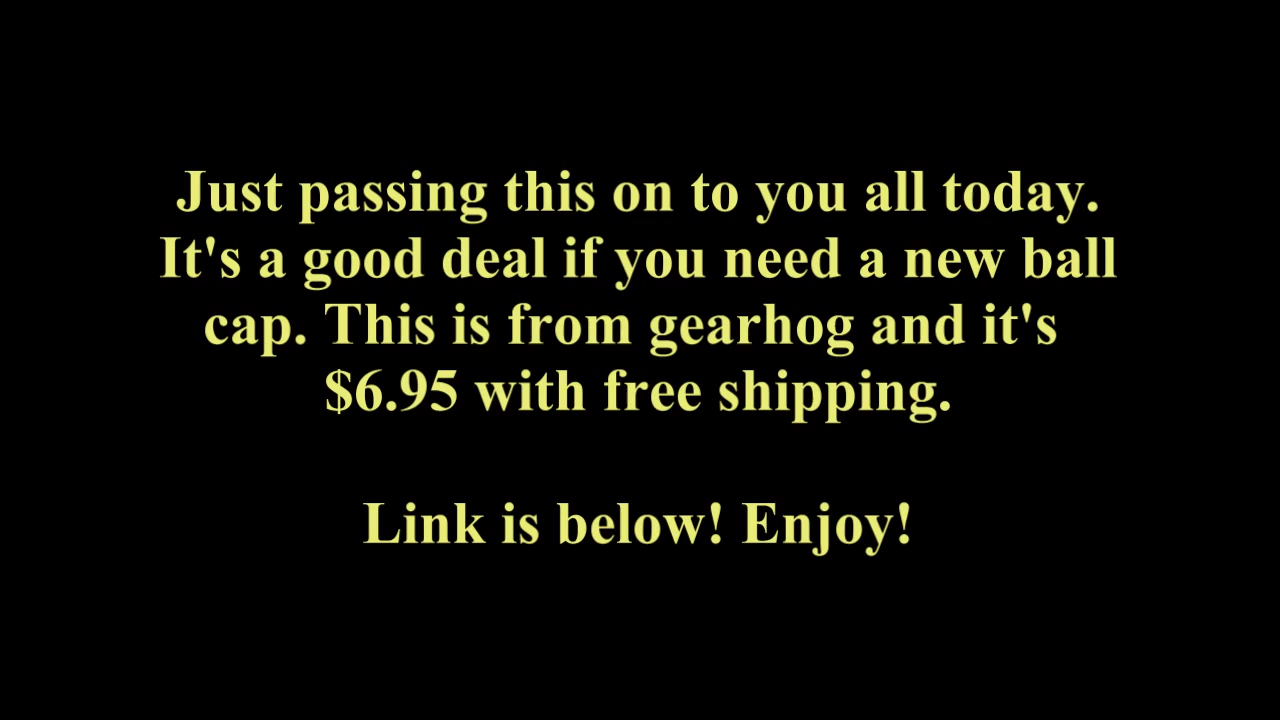 Just passing this on to you all today.
It's a good deal if you need a new ball
cap. This is from gearhog and it's
$6.95 with free shipping.
Link is below! Enjoy!